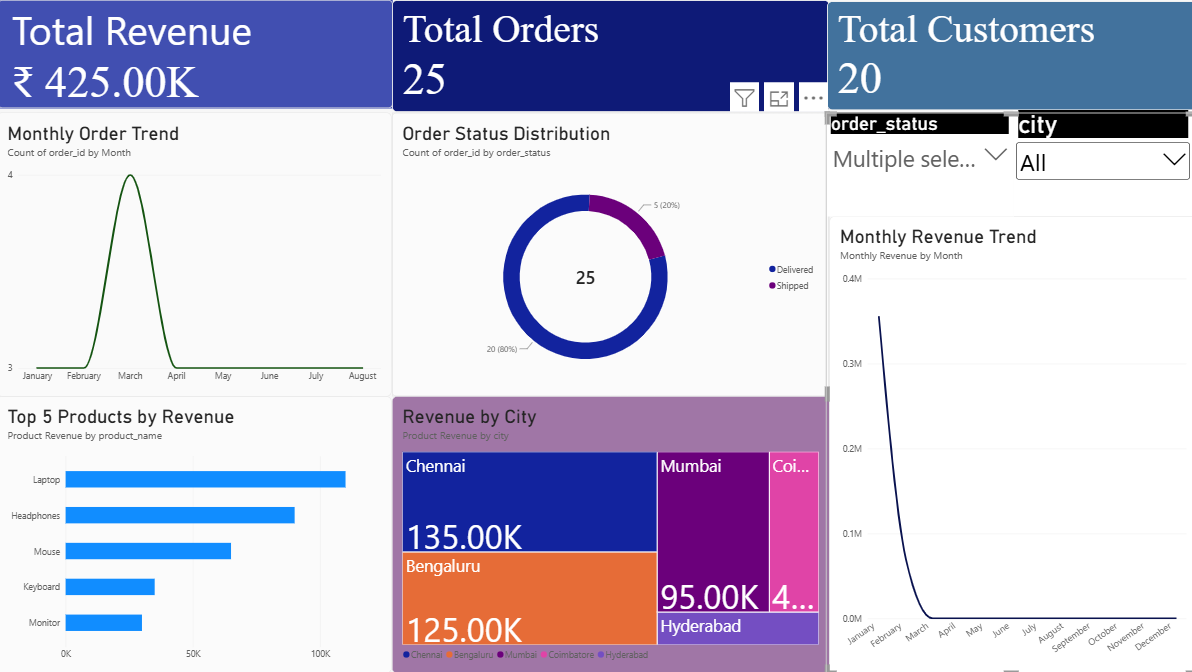 Total Revenue
₹ 425.00K
Total Orders
25
Total Customers
20
Monthly Order Trend
Count of order_id by Month
4
3
January February March April May June July August
Order Status Distribution
Count of order_id by order_status
5 (20%)
25
20 (80%)
Delivered
Shipped
order_status
Multiple sele...
city
All
Monthly Revenue Trend
Monthly Revenue by Month
0.4M
0.3M
0.2M
0.1M
0.0M
January February March April May June July August September October November December
Top 5 Products by Revenue
Product Revenue by product_name
Laptop
Headphones
Mouse
Keyboard
Monitor
0K 50K 100K
Revenue by City
Product Revenue by city
Chennai
135.00K
Bengaluru
125.00K
Mumbai
95.00K
Coi...
4...
Hyderabad
Chennai Bengaluru Mumbai Coimbatore Hyderabad